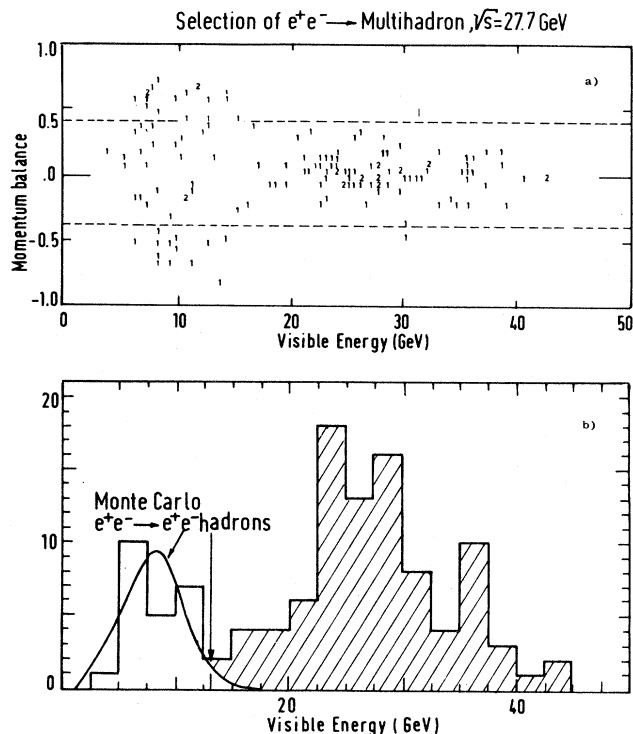 Selection of e⁺e⁻ → Multihadron, √s=27.7 GeV
a)
Momentum balance
1.0
0.5
.0
-0.5
-1.0
0
10
20
30
40
50
Visible Energy (GeV)
b)
20
10
0
Monte Carlo
e⁺e⁻ → e⁺e⁻ hadrons
20
40
Visible Energy ( GeV)